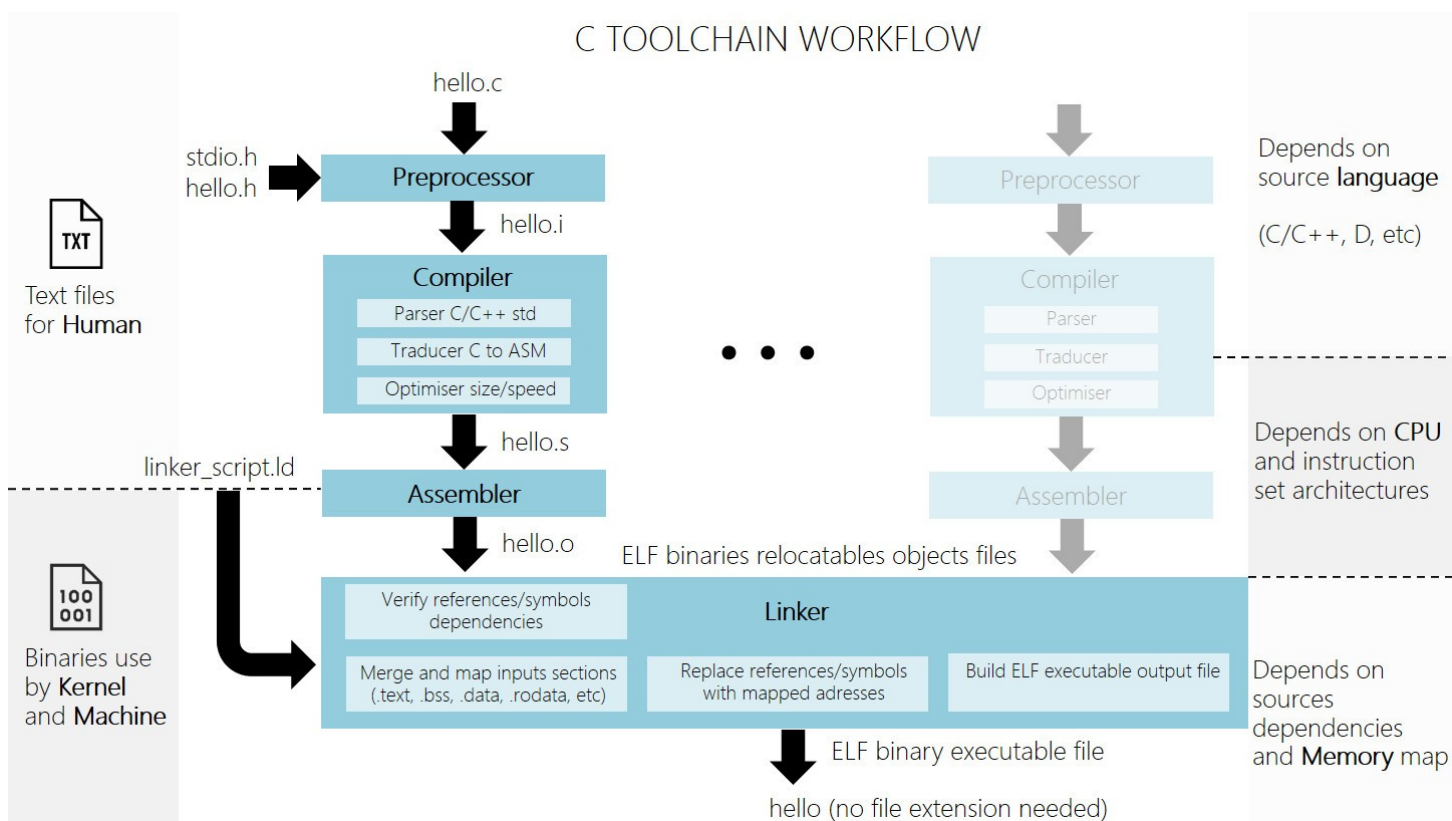 C TOOLCHAIN WORKFLOW
hello.c
stdio.h
hello.h
Preprocessor
hello.i
Compiler
Parser C/C++ std
Traducer C to ASM
Optimiser size/speed
hello.s
linker_script.ld
Assembler
hello.o
ELF binaries relocatables objects files
Linker
Verify references/symbols
dependencies
Merge and map inputs sections
(.text, .bss, .data, .rodata, etc)
Replace references/symbols
with mapped adresses
Build ELF executable output file
ELF binary executable file
hello (no file extension needed)
Preprocessor
Compiler
Parser
Traducer
Optimiser
Assembler
TXT
Text files
for Human
100
001
Binaries use
by Kernel
and Machine
Depends on
source language
(C/C++, D, etc)
Depends on CPU
and instruction
set architectures
Depends on
sources
dependencies
and Memory map